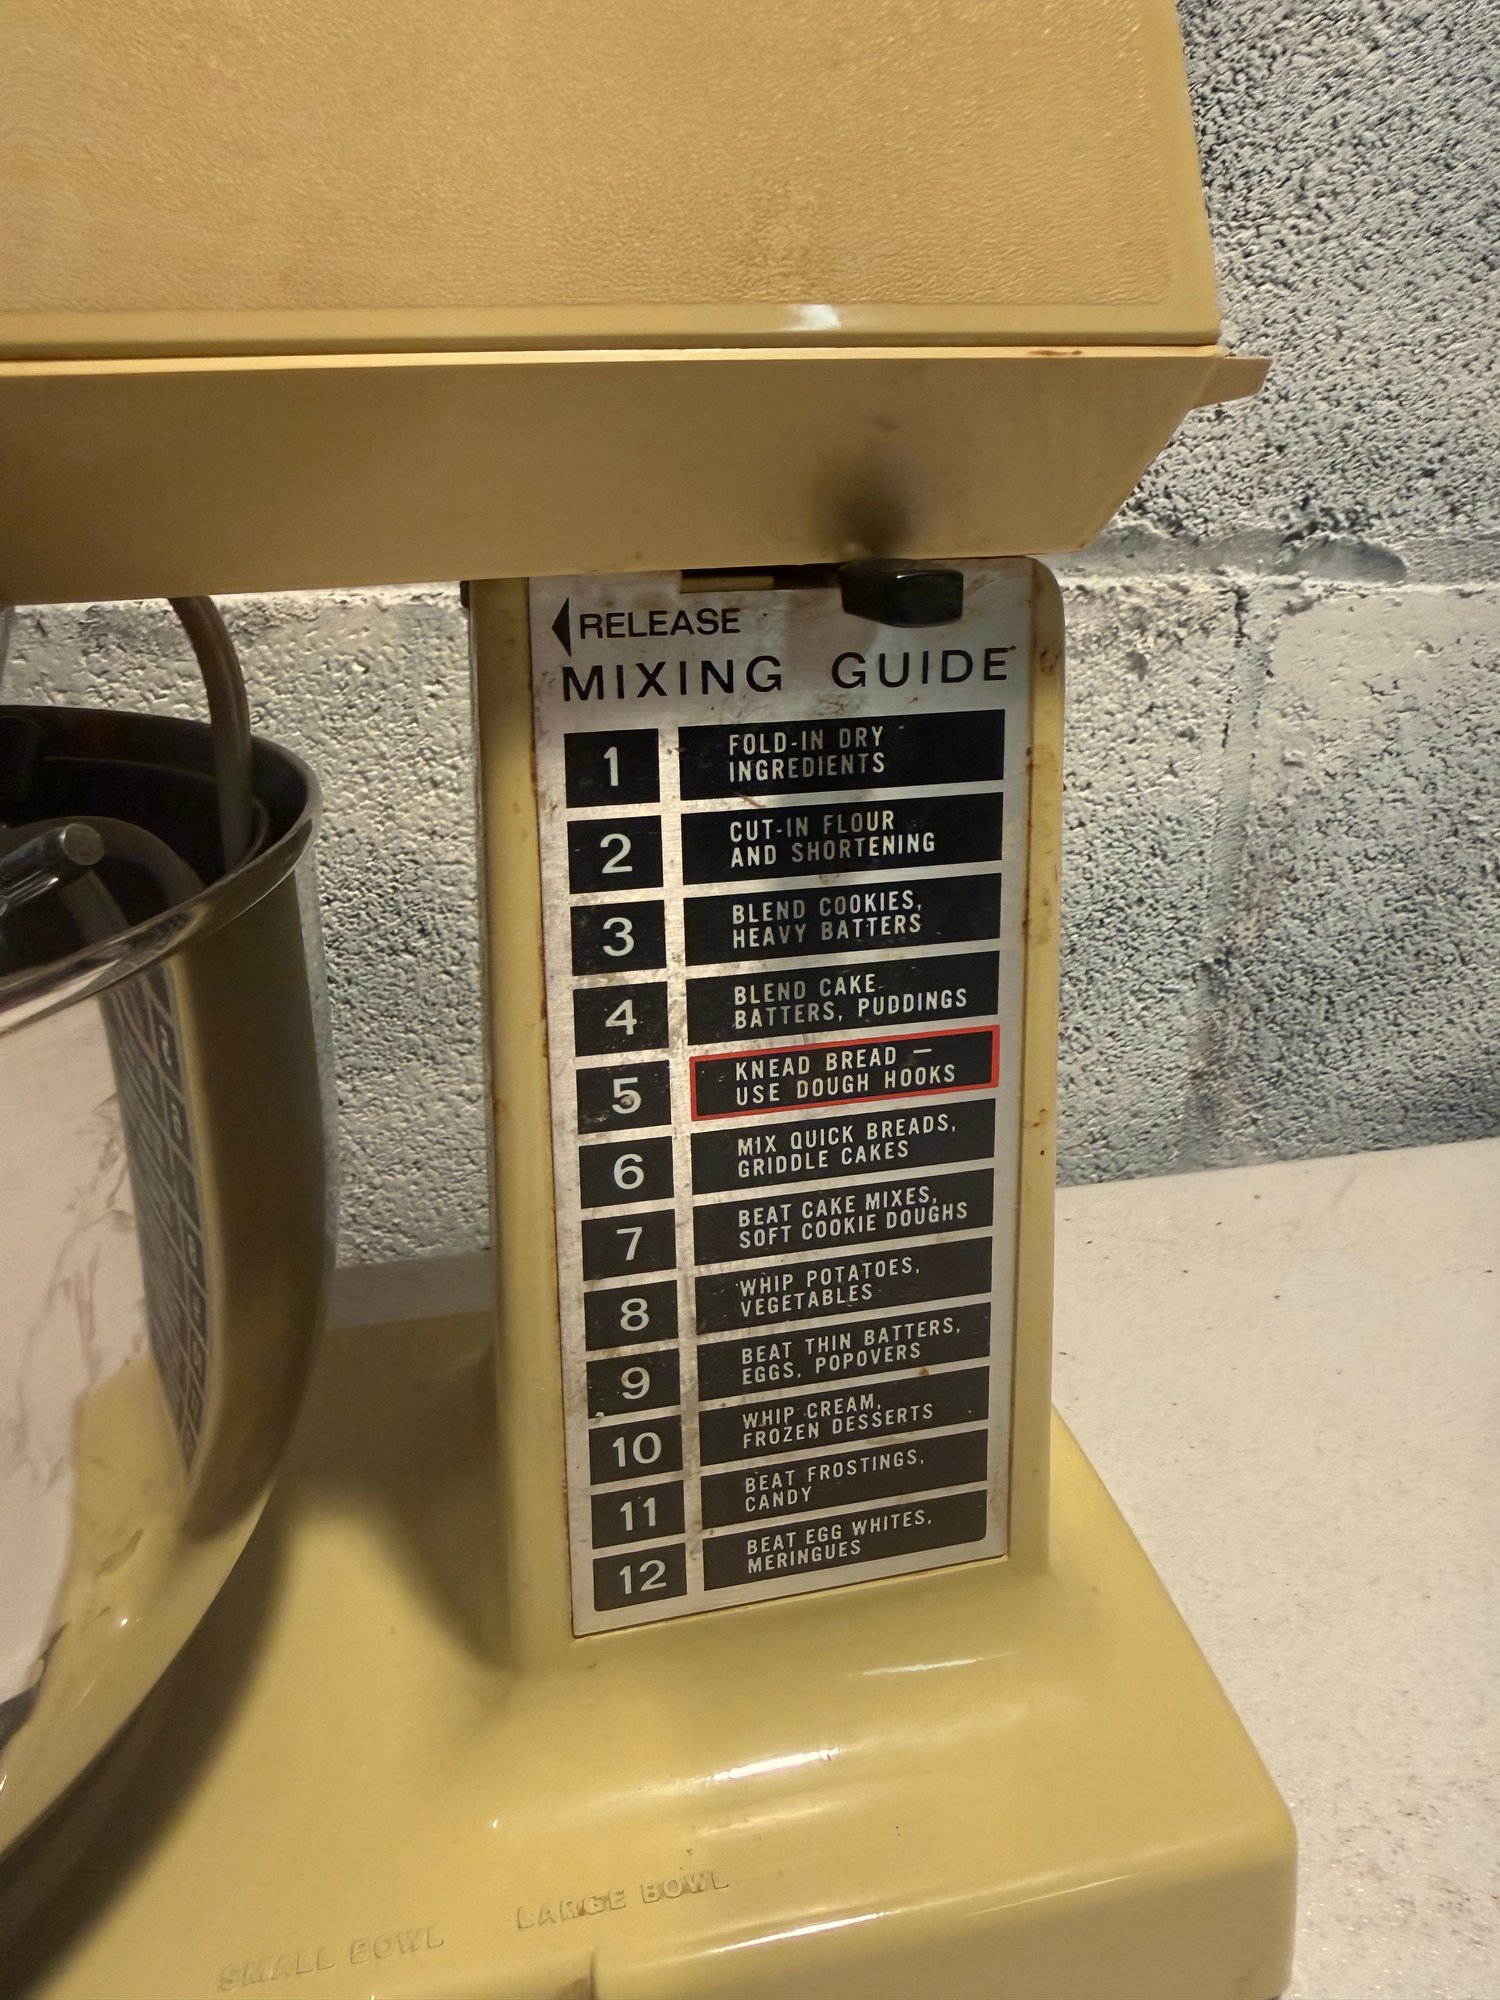 RELEASE
MIXING GUIDE
1 FOLD-IN DRY
INGREDIENTS
2 CUT-IN FLOUR
AND SHORTENING
3 BLEND COOKIES,
HEAVY BATTERS
4 BLEND CAKE
BATTERS, PUDDINGS
5 KNEAD BREAD —
USE DOUGH HOOKS
6 MIX QUICK BREADS,
GRIDDLE CAKES
7 BEAT CAKE MIXES,
SOFT COOKIE DOUGHS
8 WHIP POTATOES,
VEGETABLES
9 BEAT THIN BATTERS,
EGGS, POPOVERS
10 WHIP CREAM,
FROZEN DESSERTS
11 BEAT FROSTINGS,
CANDY
12 BEAT EGG WHITES,
MERINGUES
LARGE BOWL
SMALL BOWL